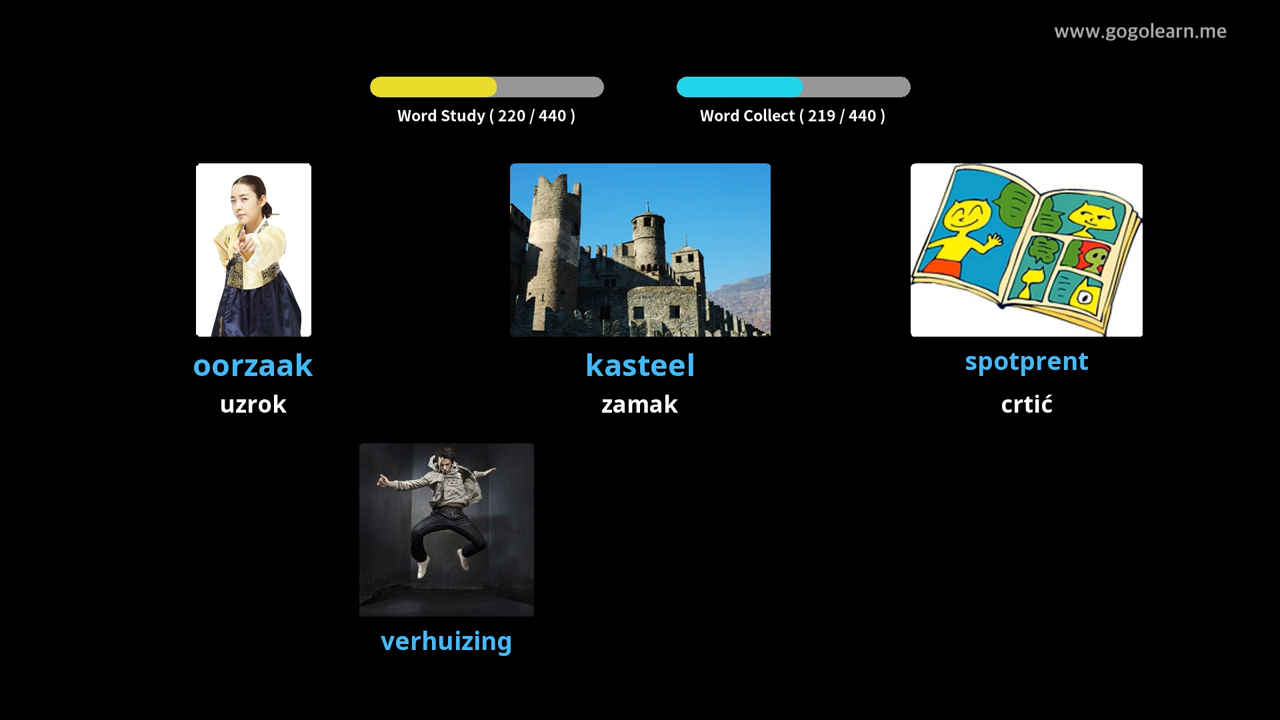 www.gogolearn.me
Word Study ( 220 / 440 )
Word Collect ( 219 / 440 )
oorzaak
kasteel
spotprent
uzrok
zamak
crtić
verhuizing